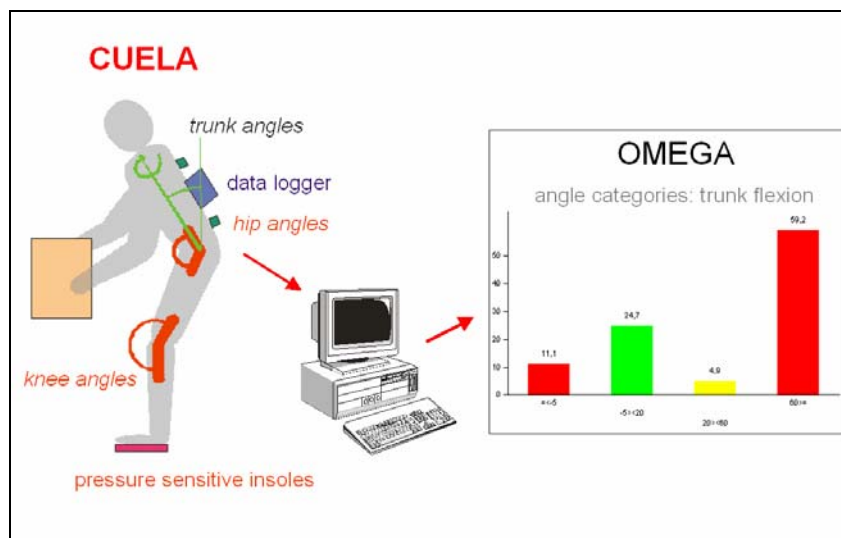 CUELA
trunk angles
data logger
hip angles
knee angles
pressure sensitive insoles
OMEGA
angle categories: trunk flexion
59,2
50
40
30
24,7
20
11,1
10
4,9
0
=<-5
-5><20
20><60
60>=